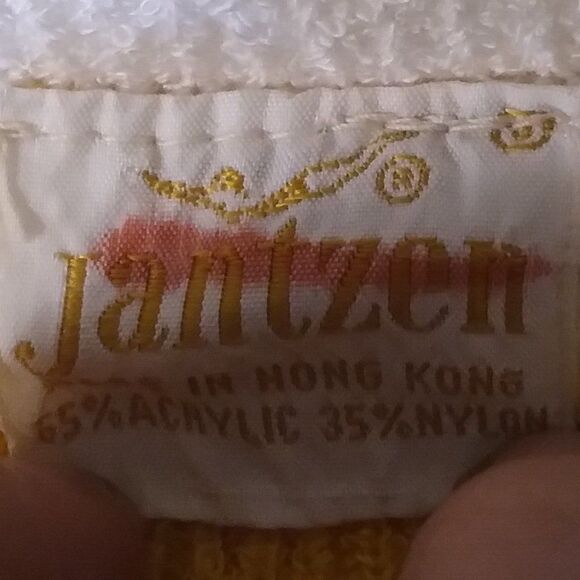 Jantzen
IN HONG KONG
65% ACRYLIC 35% NYLON